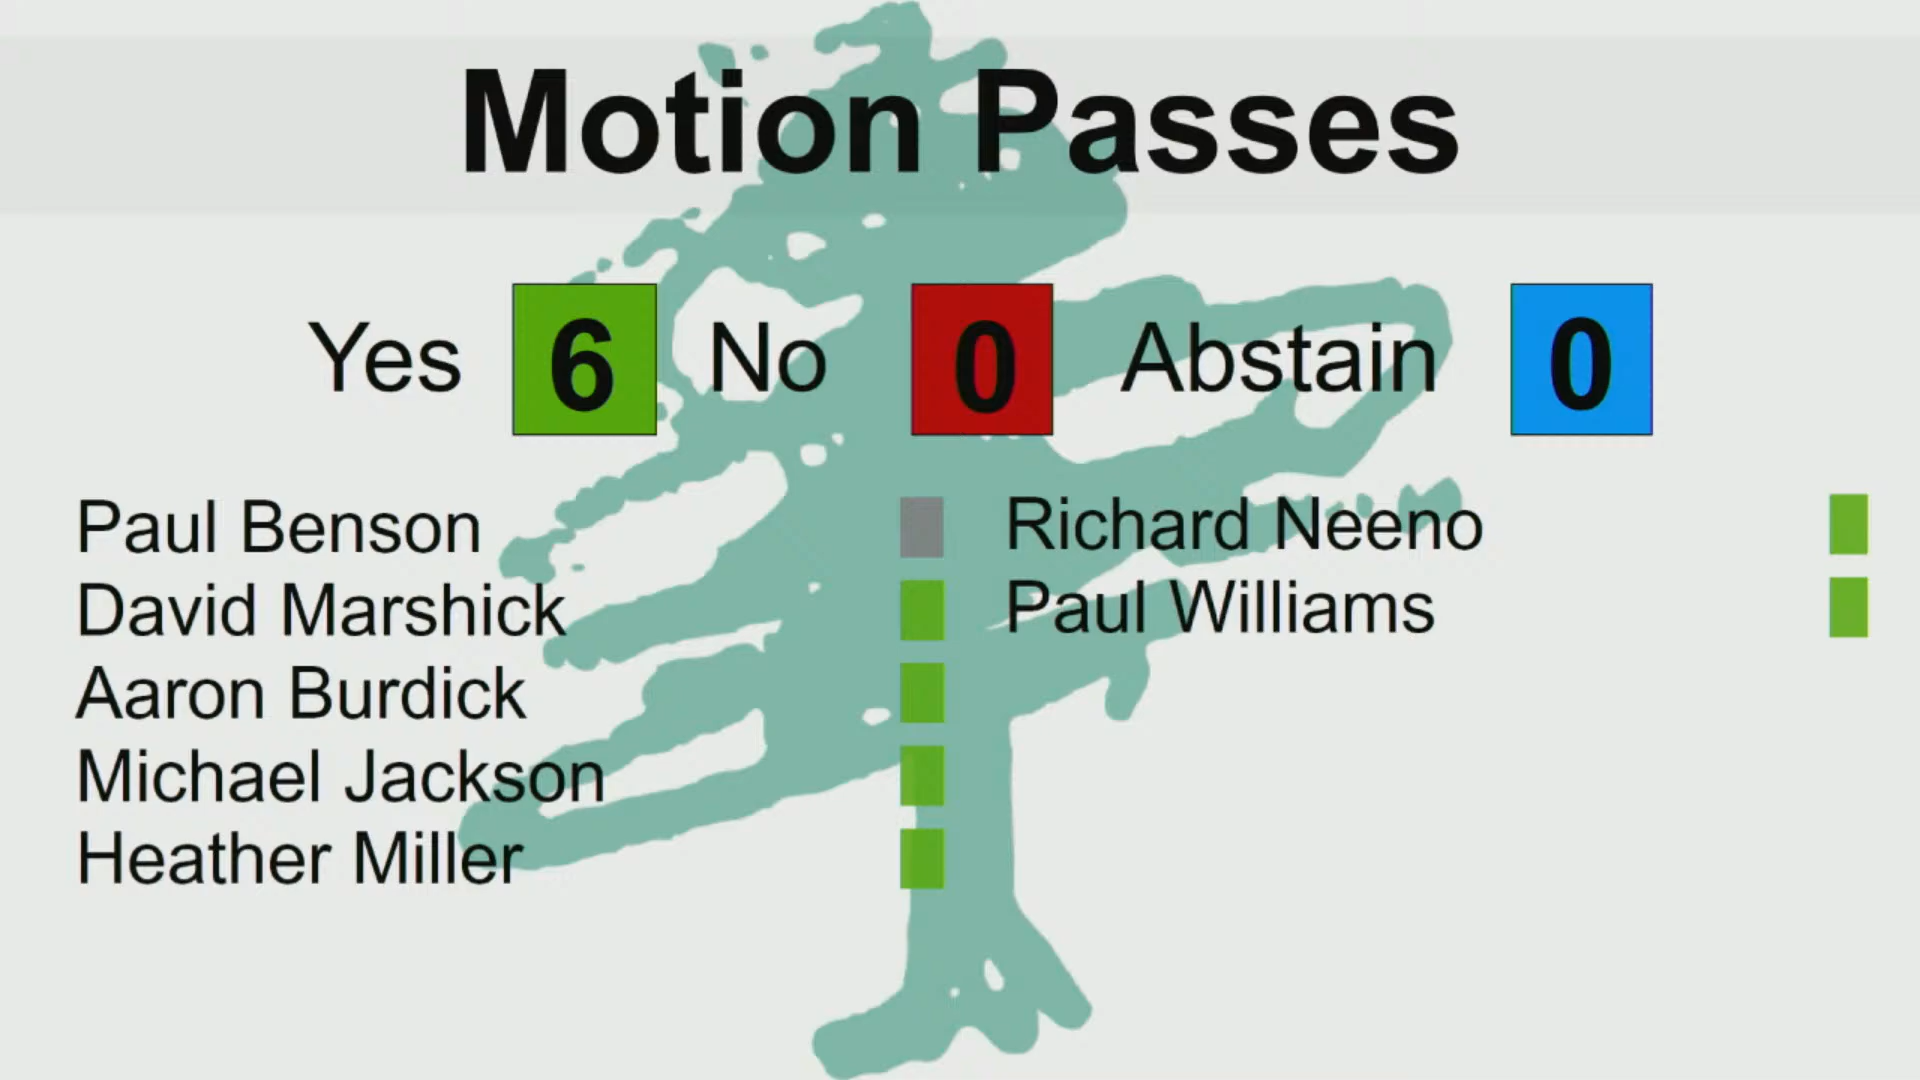 Motion Passes
Yes 6 No 0 Abstain 0
Paul Benson
David Marshick
Aaron Burdick
Michael Jackson
Heather Miller
Richard Neeno
Paul Williams